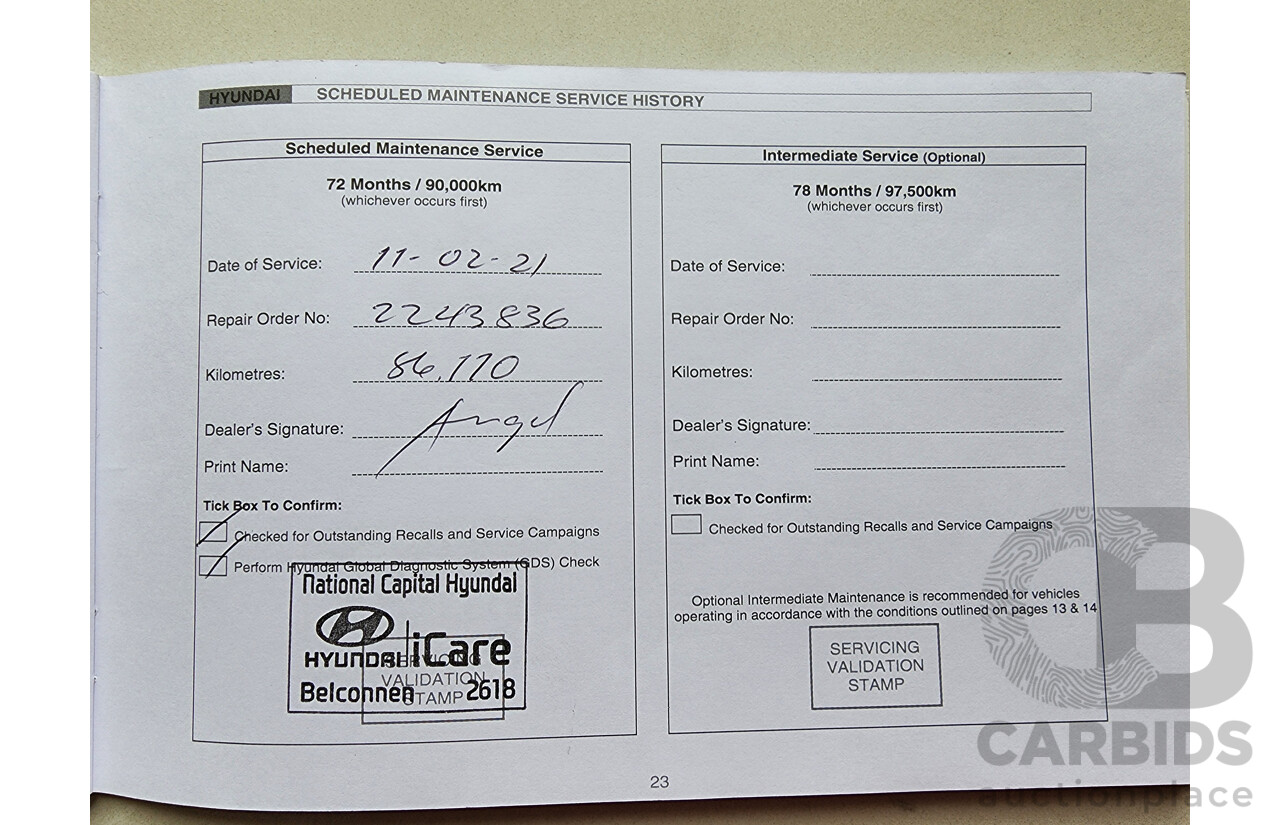 HYUNDAI SCHEDULED MAINTENANCE SERVICE HISTORY
Scheduled Maintenance Service
72 Months / 90,000km
(whichever occurs first)
Date of Service: 11-02-21
Repair Order No: 2243836
Kilometres: 86,170
Dealer's Signature: Angel
Print Name:
Tick Box To Confirm:
Checked for Outstanding Recalls and Service Campaigns
Perform Hyundai Global Diagnostic System (GDS) Check
National Capital Hyundai
HYUNDAI iCare
Belconnen 2618
SERVICING
VALIDATION
STAMP
Intermediate Service (Optional)
78 Months / 97,500km
(whichever occurs first)
Date of Service:
Repair Order No:
Kilometres:
Dealer's Signature:
Print Name:
Tick Box To Confirm:
Checked for Outstanding Recalls and Service Campaigns
Optional Intermediate Maintenance is recommended for vehicles
operating in accordance with the conditions outlined on pages 13 & 14
SERVICING
VALIDATION
STAMP
23
CB
CARBIDS
auctionplace